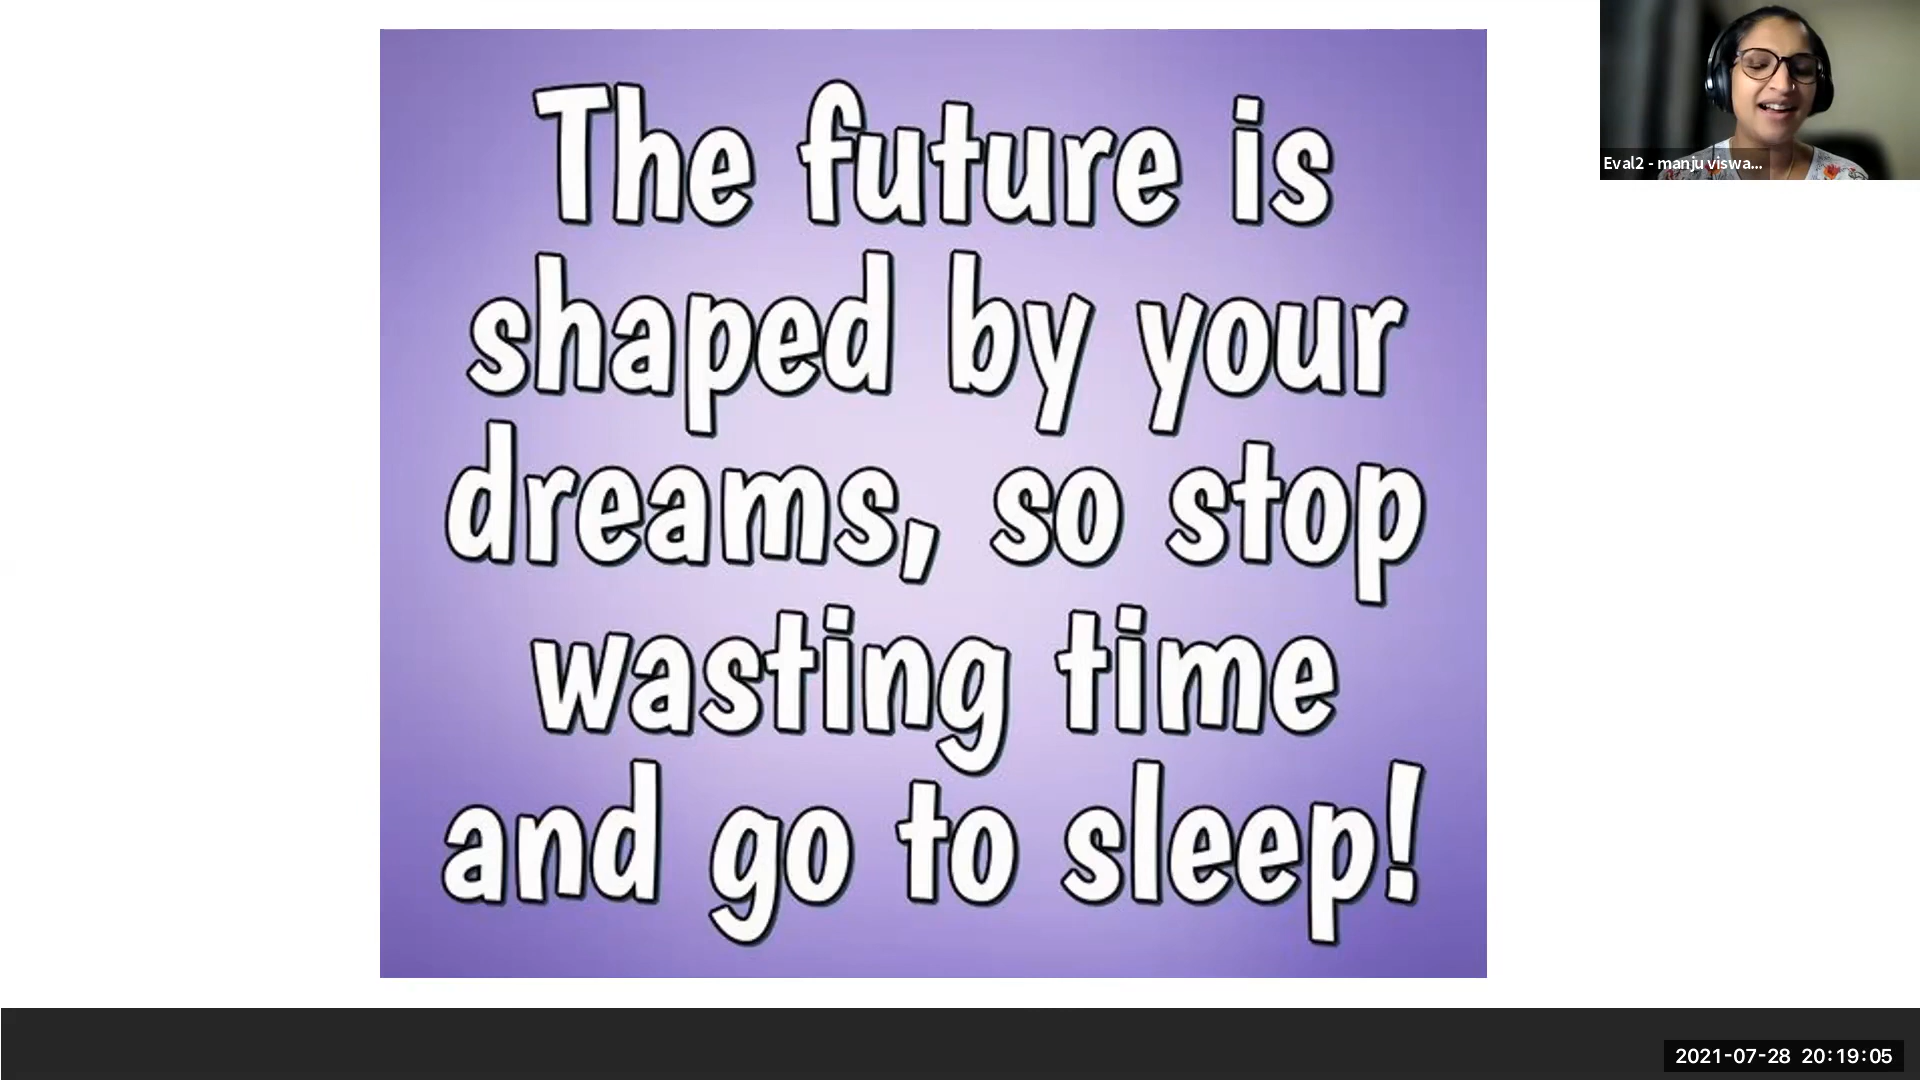 The future is
shaped by your
dreams, so stop
wasting time
and go to sleep!
Eval2 - manju viswa...
2021-07-28 20:19:05